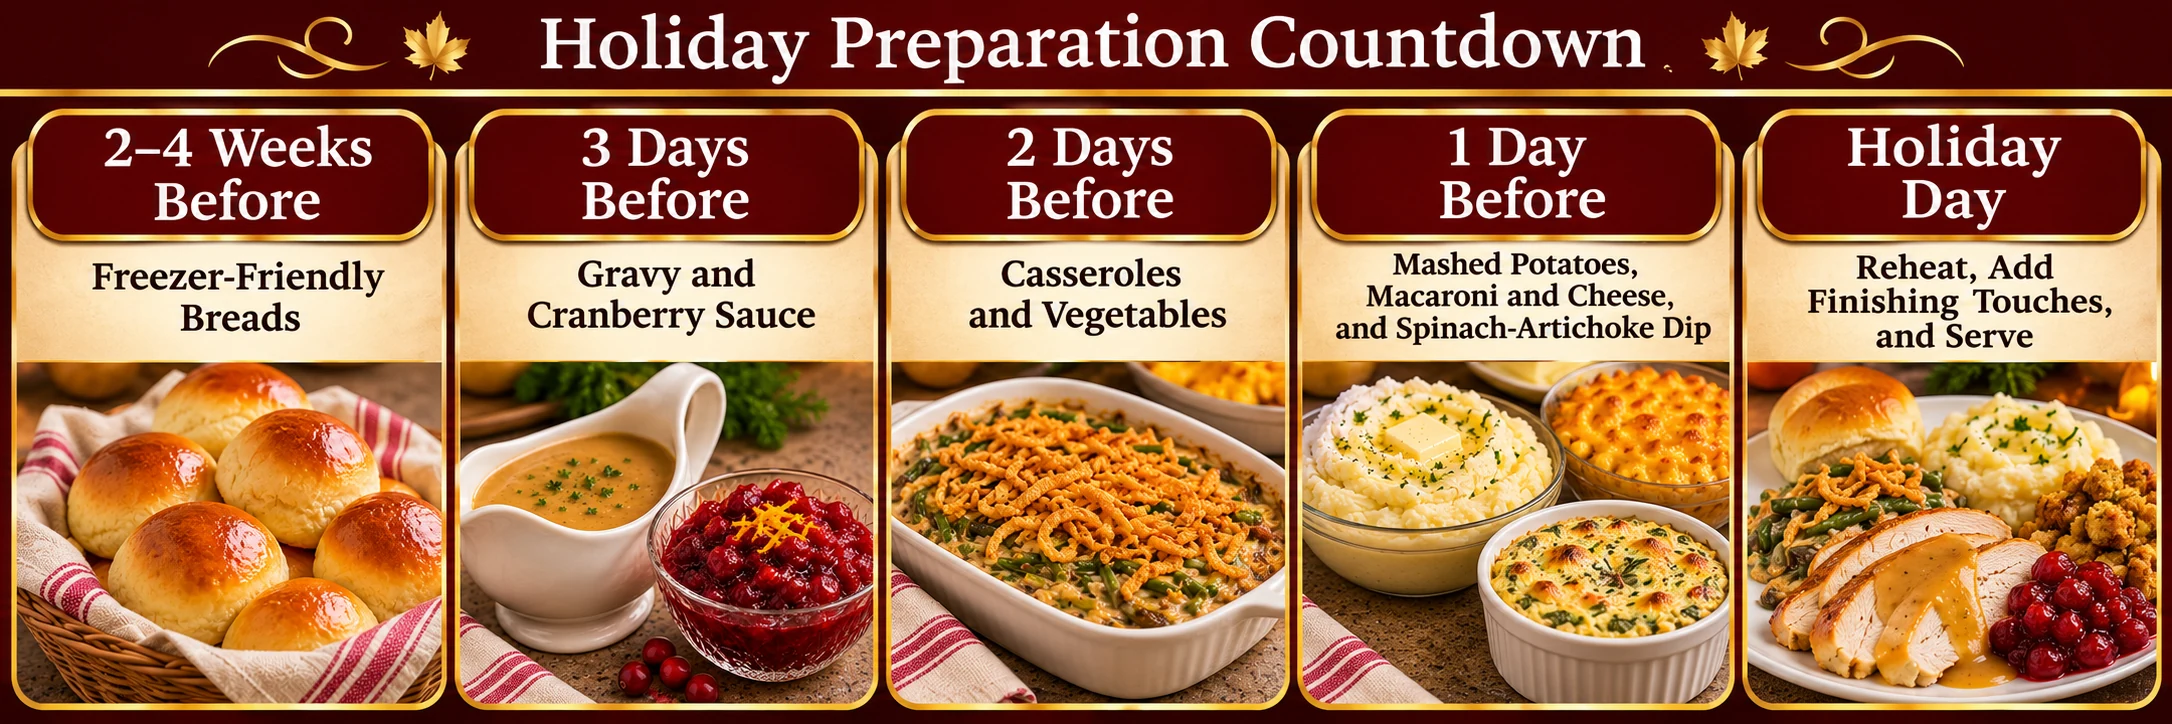 Holiday Preparation Countdown
2–4 Weeks
Before
Freezer-Friendly
Breads
3 Days
Before
Gravy and
Cranberry Sauce
2 Days
Before
Casseroles
and Vegetables
1 Day
Before
Mashed Potatoes,
Macaroni and Cheese,
and Spinach-Artichoke Dip
Holiday
Day
Reheat, Add
Finishing Touches,
and Serve